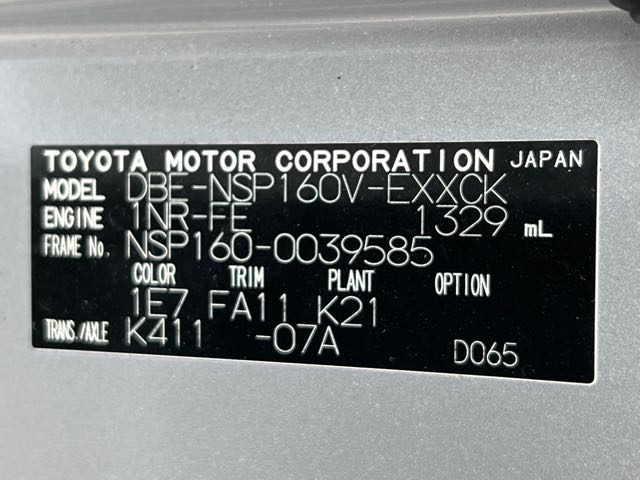 TOYOTA MOTOR CORPORATION JAPAN
MODEL DBE-NSP160V-EXXCK
ENGINE 1NR-FE 1329 mL
FRAME No. NSP160-0039585
COLOR TRIM PLANT OPTION
1E7 FA11 K21
TRANS./AXLE K411 -07A D065